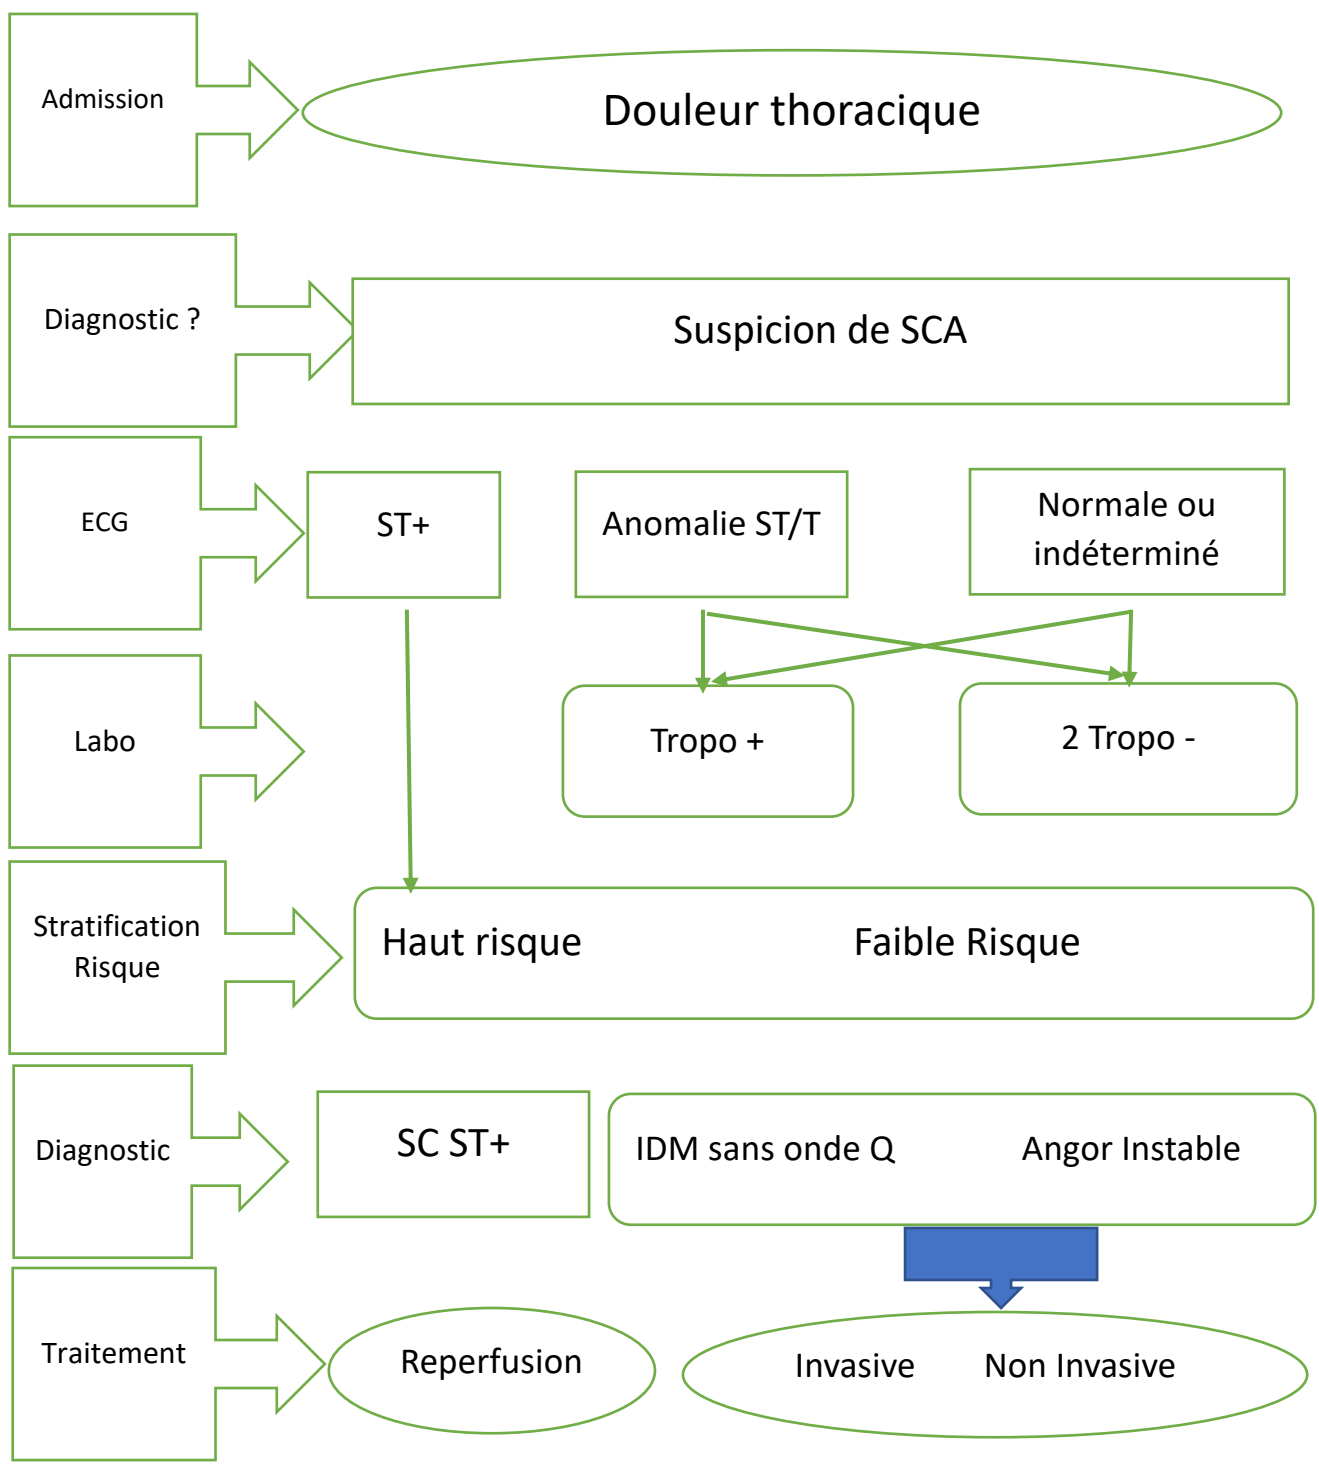 Admission
Douleur thoracique
Diagnostic ?
Suspicion de SCA
ECG
ST+
Anomalie ST/T
Normale ou
indéterminé
Labo
Tropo +
2 Tropo -
Stratification
Risque
Haut risque
Faible Risque
Diagnostic
SC ST+
IDM sans onde Q
Angor Instable
Traitement
Reperfusion
Invasive
Non Invasive